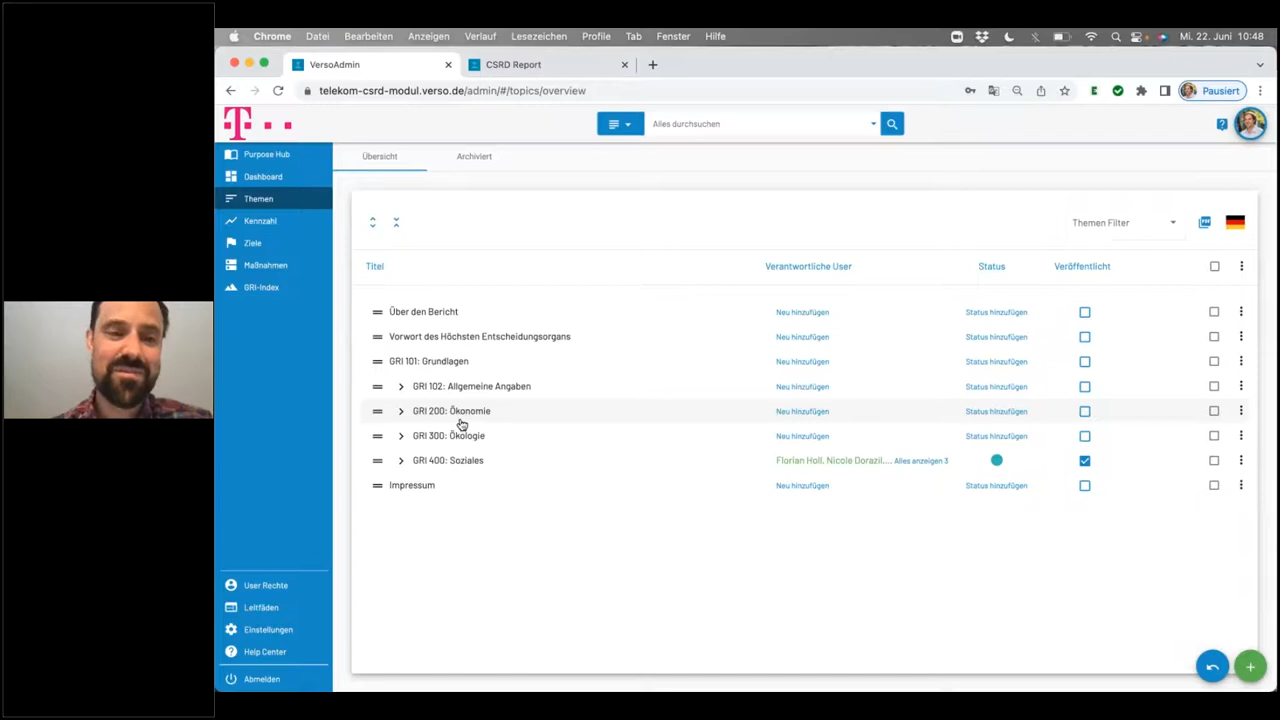 Chrome Datei Bearbeiten Anzeigen Verlauf Lesezeichen Profile Tab Fenster Hilfe Mi. 22. Juni 10:48
VersoAdmin CSRD Report
telekom-csrd-modul.verso.de/admin/#/topics/overview Pausiert
T Alles durchsuchen
Purpose Hub
Dashboard
Themen
Kennzahl
Ziele
Maßnahmen
GRI-Index
User Rechte
Leitfäden
Einstellungen
Help Center
Abmelden
Übersicht Archiviert
Themen Filter PDF
Titel Verantwortliche User Status Veröffentlicht
Über den Bericht Neu hinzufügen Status hinzufügen
Vorwort des Höchsten Entscheidungsorgans Neu hinzufügen Status hinzufügen
GRI 101: Grundlagen Neu hinzufügen Status hinzufügen
GRI 102: Allgemeine Angaben Neu hinzufügen Status hinzufügen
GRI 200: Ökonomie Neu hinzufügen Status hinzufügen
GRI 300: Ökologie Neu hinzufügen Status hinzufügen
GRI 400: Soziales Florian Holl, Nicole Dorazil,... Alles anzeigen 3
Impressum Neu hinzufügen Status hinzufügen